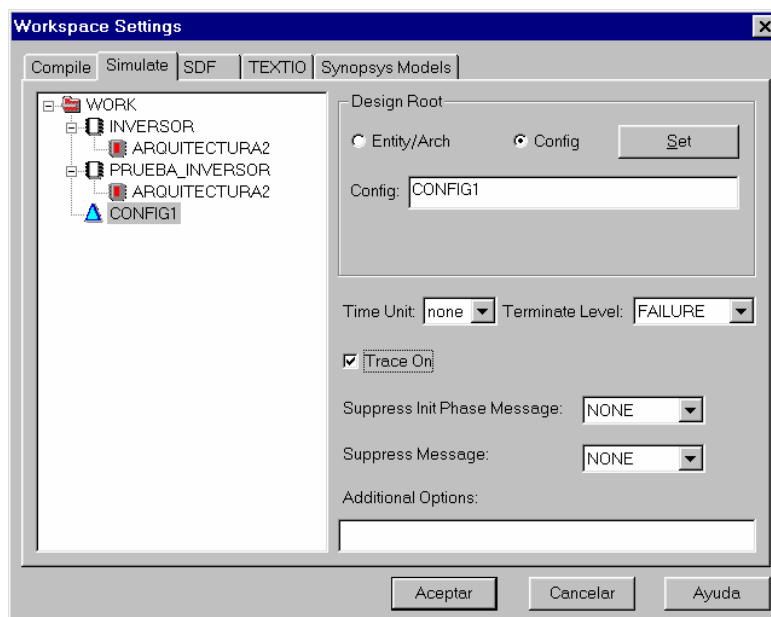 Workspace Settings
Compile Simulate SDF TEXTIO Synopsys Models
WORK
INVERSOR
ARQUITECTURA2
PRUEBA_INVERSOR
ARQUITECTURA2
CONFIG1
Design Root
Entity/Arch Config Set
Config: CONFIG1
Time Unit: none Terminate Level: FAILURE
Trace On
Suppress Init Phase Message: NONE
Suppress Message: NONE
Additional Options:
Aceptar Cancelar Ayuda